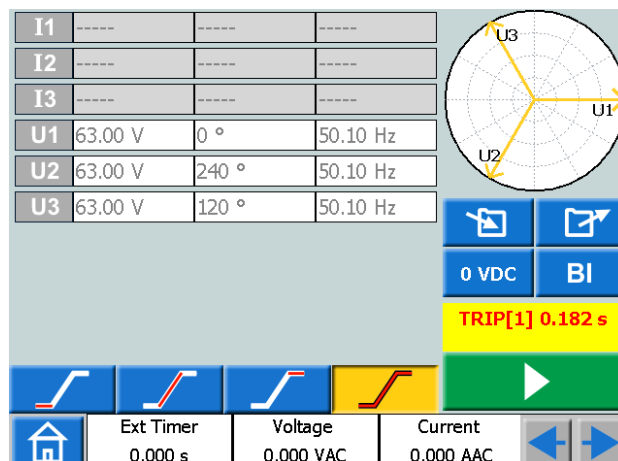 I1 ----- ----- -----
I2 ----- ----- -----
I3 ----- ----- -----
U1 63.00 V 0 ° 50.10 Hz
U2 63.00 V 240 ° 50.10 Hz
U3 63.00 V 120 ° 50.10 Hz
U3
U1
U2
0 VDC
BI
TRIP[1] 0.182 s
Ext Timer
0.000 s
Voltage
0.000 VAC
Current
0.000 AAC